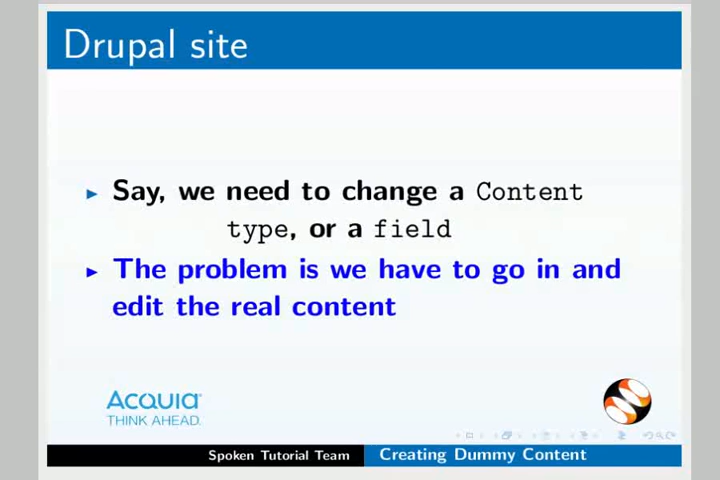 Drupal site
Say, we need to change a Content
type, or a field
The problem is we have to go in and
edit the real content
Acquia
THINK AHEAD.
Spoken Tutorial Team Creating Dummy Content